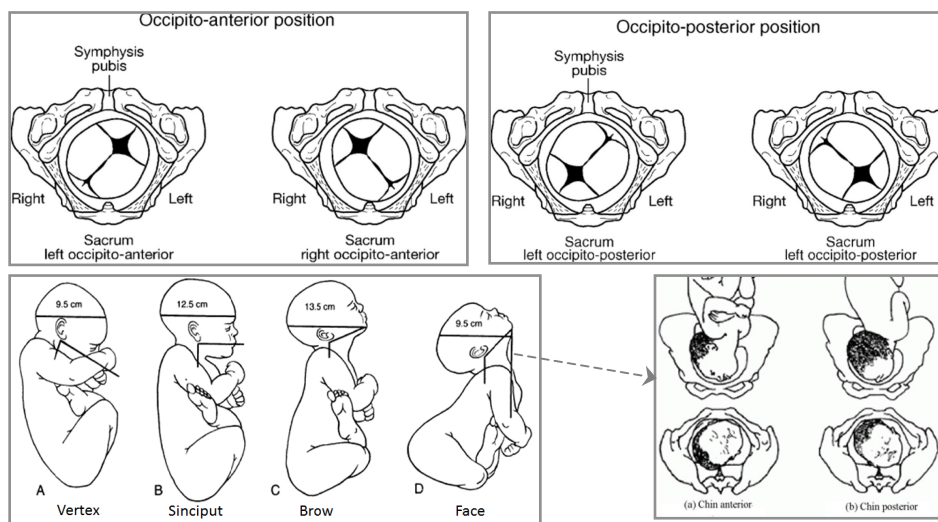 Occipito-anterior position
Symphysis
pubis
Right
Left
Sacrum
left occipito-anterior
Right
Left
Sacrum
right occipito-anterior
Occipito-posterior position
Symphysis
pubis
Right
Left
Sacrum
left occipito-posterior
Right
Left
Sacrum
left occipito-posterior
9.5 cm
12.5 cm
13.5 cm
9.5 cm
A
B
C
D
Vertex
Sinciput
Brow
Face
(a) Chin anterior
(b) Chin posterior